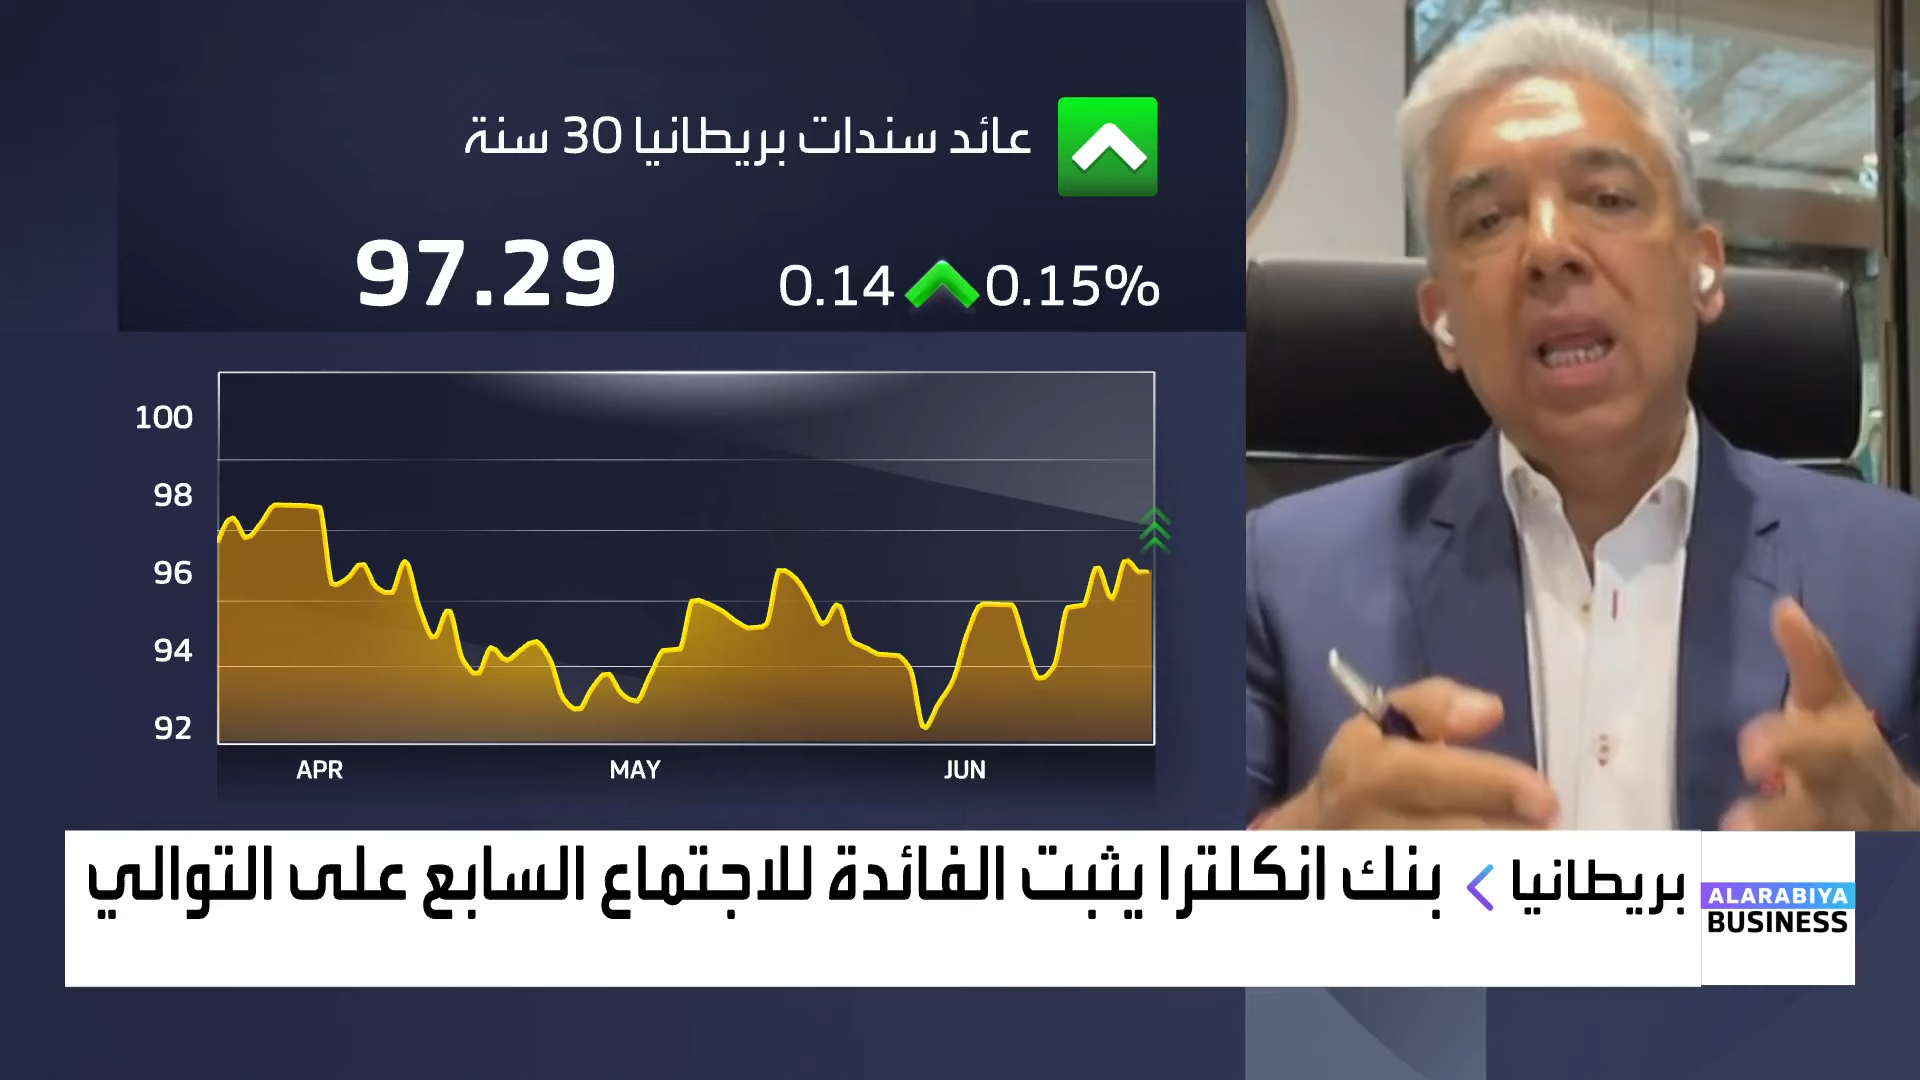 عائد سندات بريطانيا 30 سنة
97.29
0.14 0.15%
100
98
96
94
92
APR MAY JUN
بريطانيا
بنك انكلترا يثبت الفائدة للاجتماع السابع على التوالي
ALARABIYA
BUSINESS